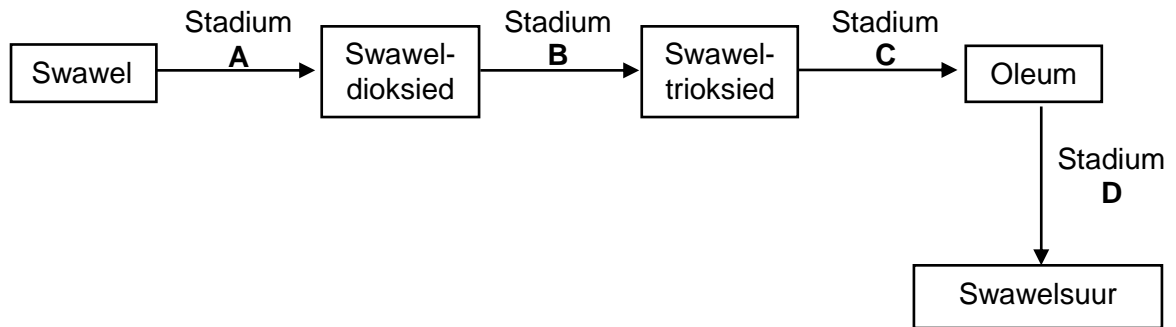 Swawel
Stadium
A
Swawel-
dioksied
Stadium
B
Swawel-
trioksied
Stadium
C
Oleum
Stadium
D
Swawelsuur